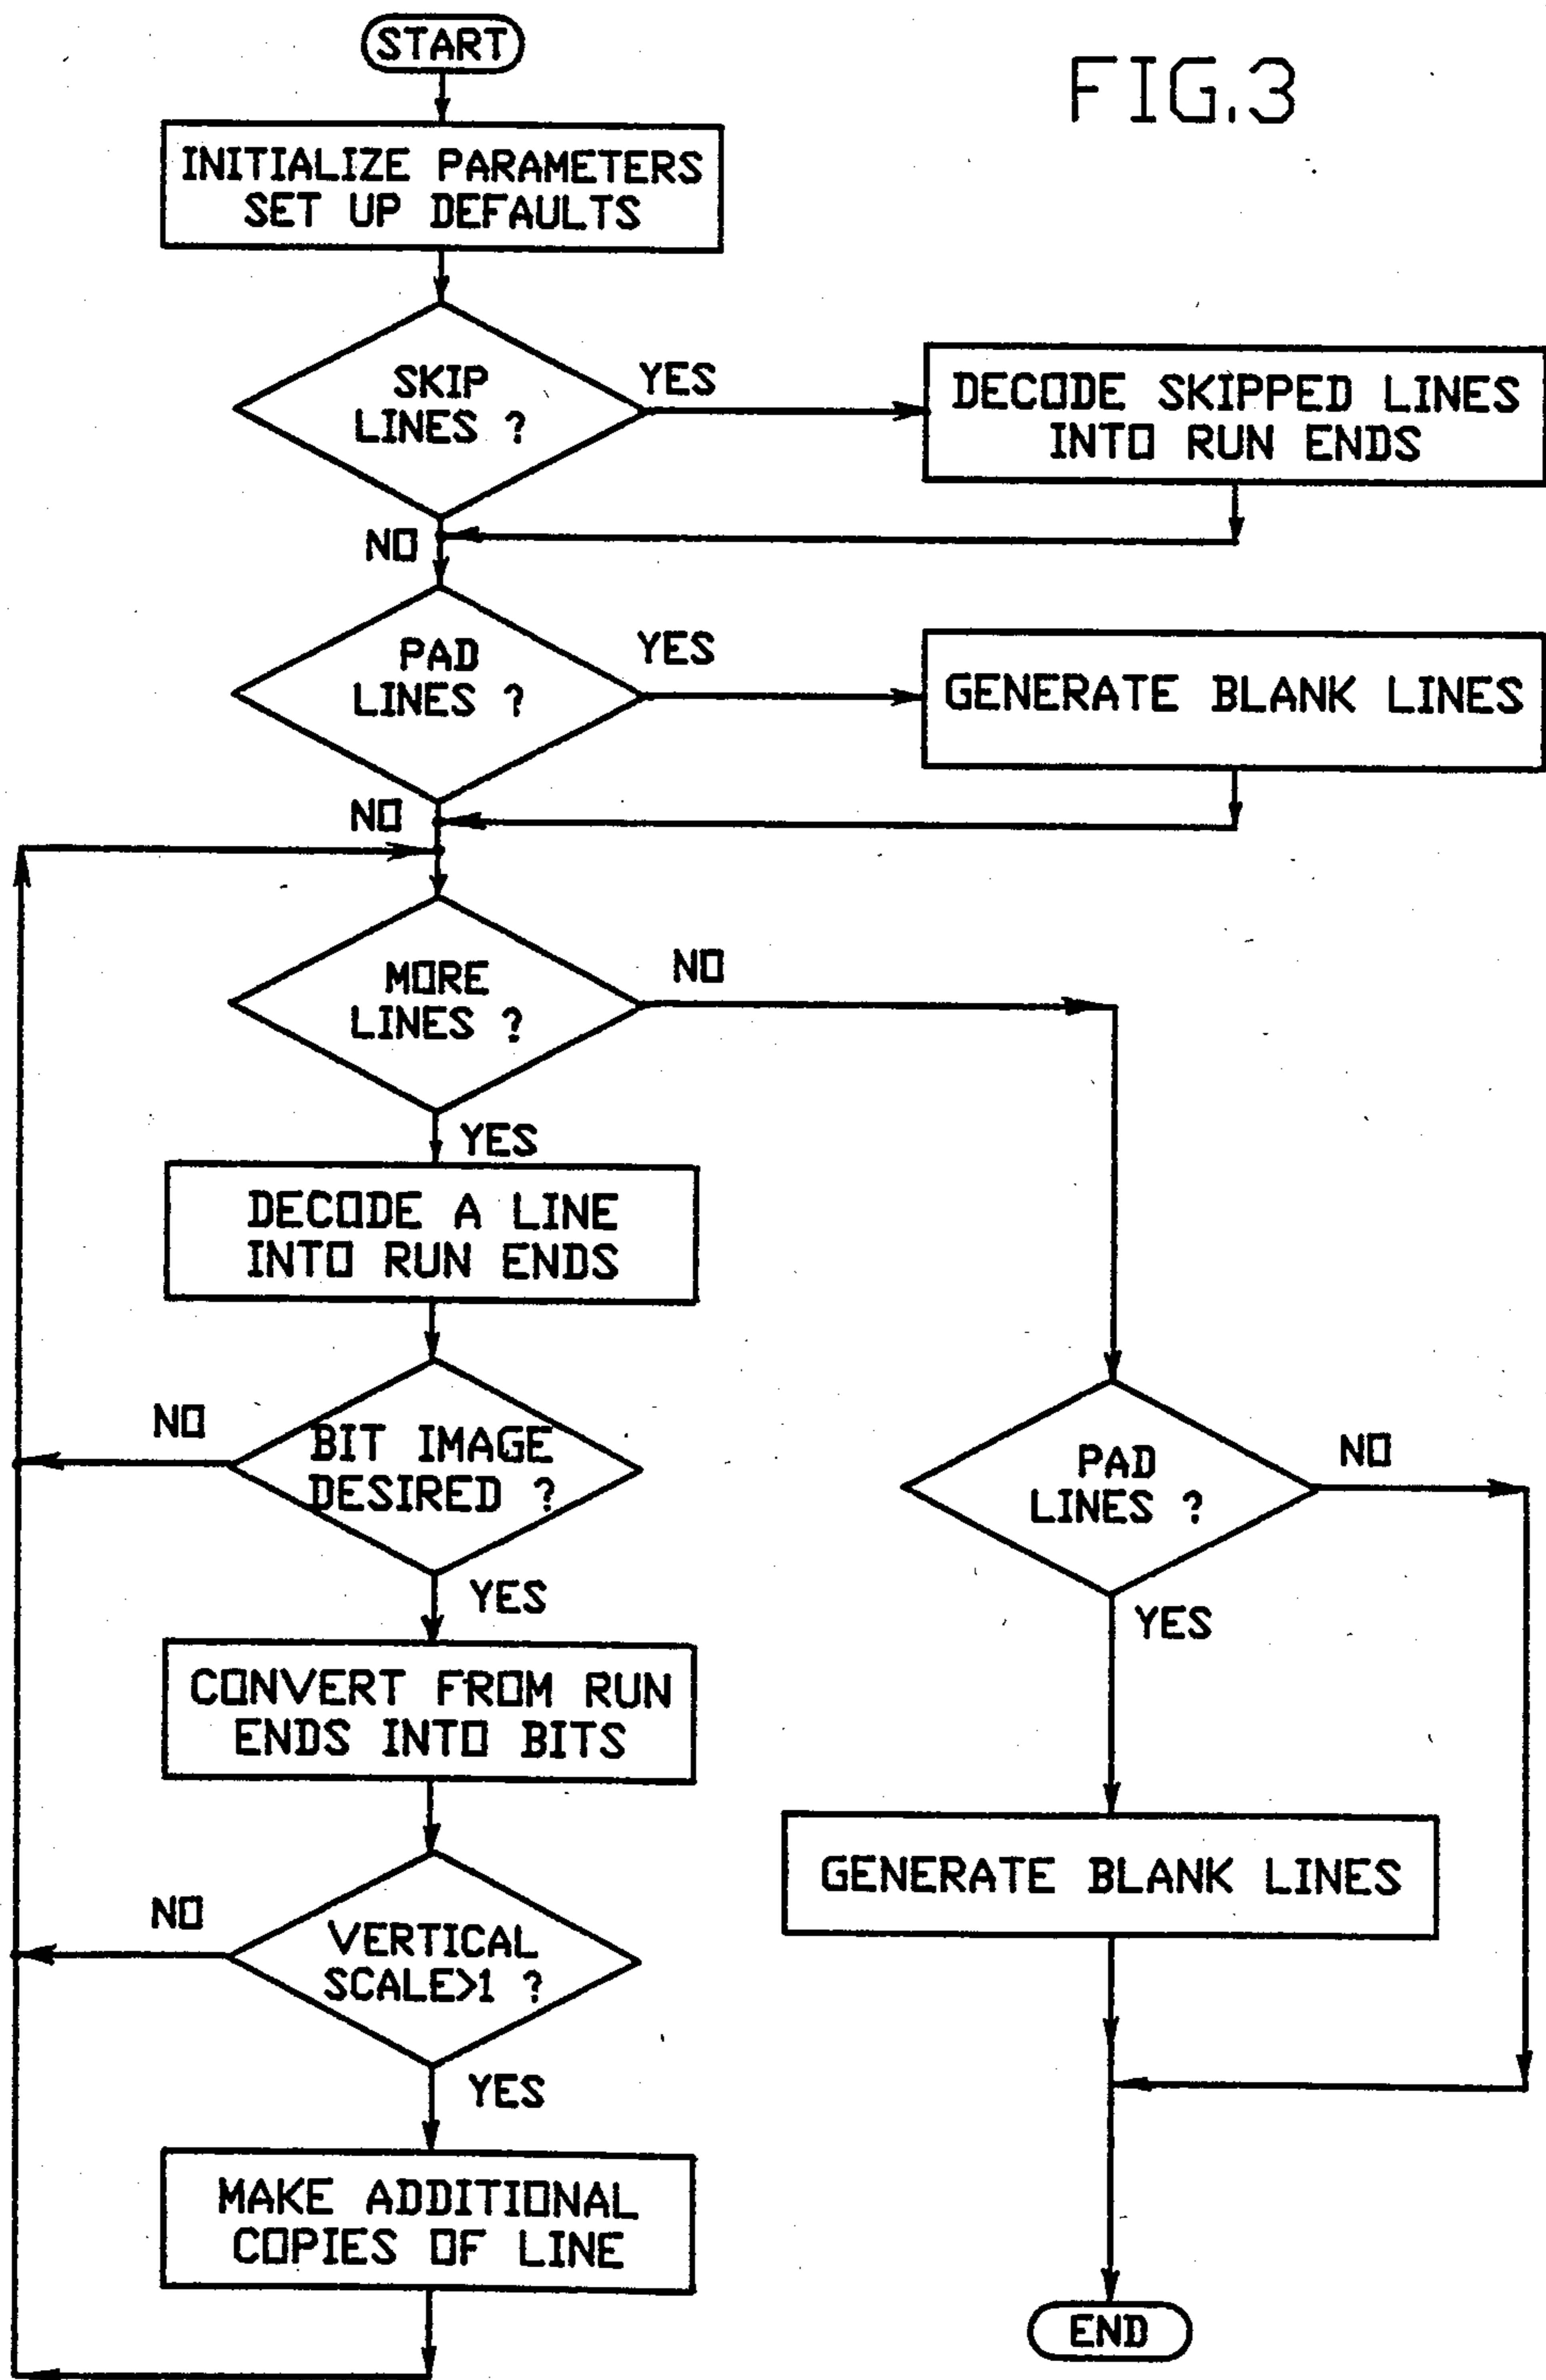 START
FIG.3
INITIALIZE PARAMETERS
SET UP DEFAULTS
SKIP
LINES ?
YES
DECODE SKIPPED LINES
INTO RUN ENDS
NO
PAD
LINES ?
YES
GENERATE BLANK LINES
NO
MORE
LINES ?
NO
YES
DECODE A LINE
INTO RUN ENDS
BIT IMAGE
DESIRED ?
NO
YES
CONVERT FROM RUN
ENDS INTO BITS
VERTICAL
SCALE>1 ?
NO
YES
MAKE ADDITIONAL
COPIES OF LINE
PAD
LINES ?
NO
YES
GENERATE BLANK LINES
END